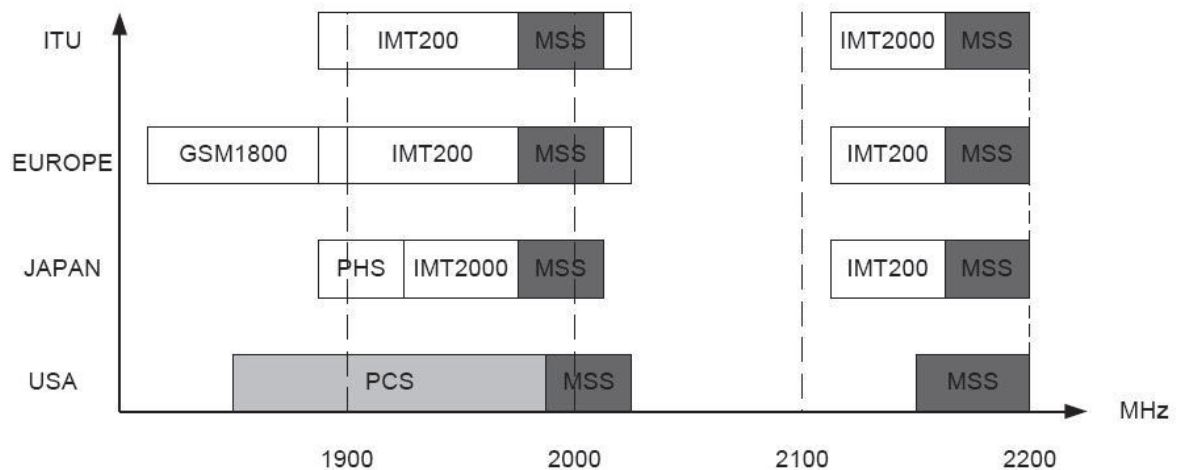 ITU IMT200 MSS IMT2000 MSS
EUROPE GSM1800 IMT200 MSS IMT200 MSS
JAPAN PHS IMT2000 MSS IMT200 MSS
USA PCS MSS MSS
MHz
1900 2000 2100 2200